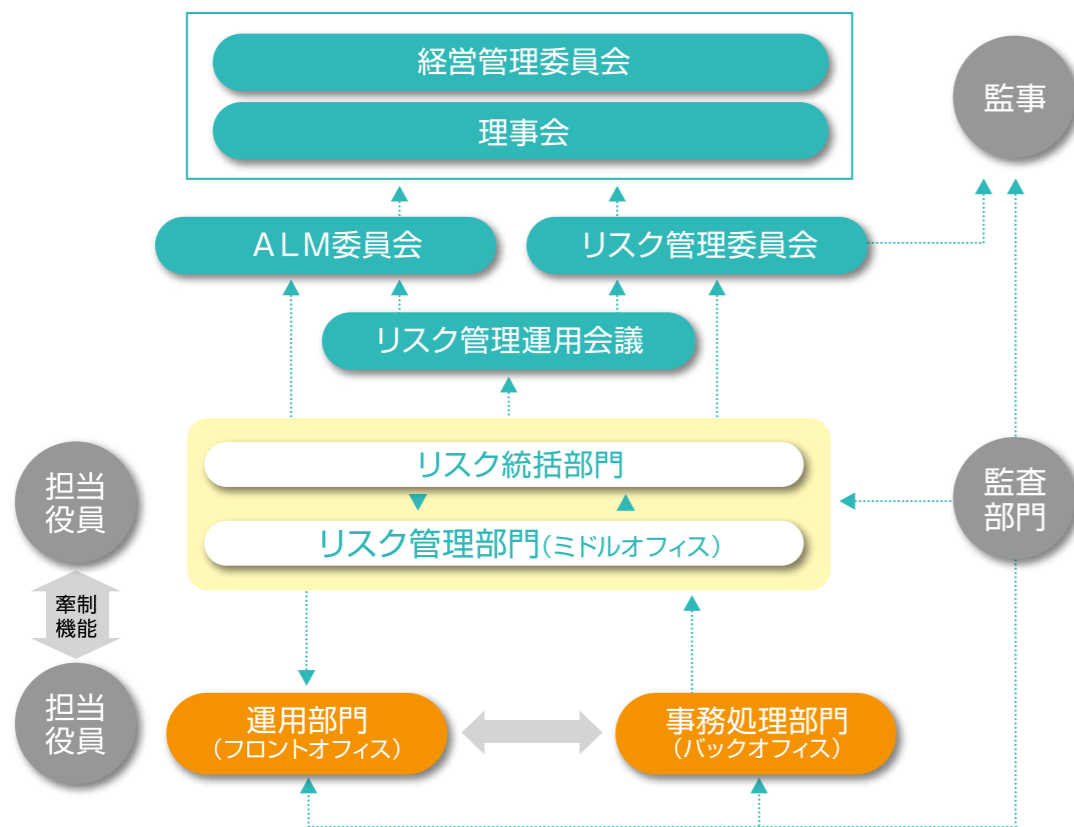 経営管理委員会
理事会
監事
ALM委員会
リスク管理委員会
リスク管理運用会議
リスク統括部門
リスク管理部門(ミドルオフィス)
担当
役員
監査
部門
牽制
機能
担当
役員
運用部門
(フロントオフィス)
事務処理部門
(バックオフィス)